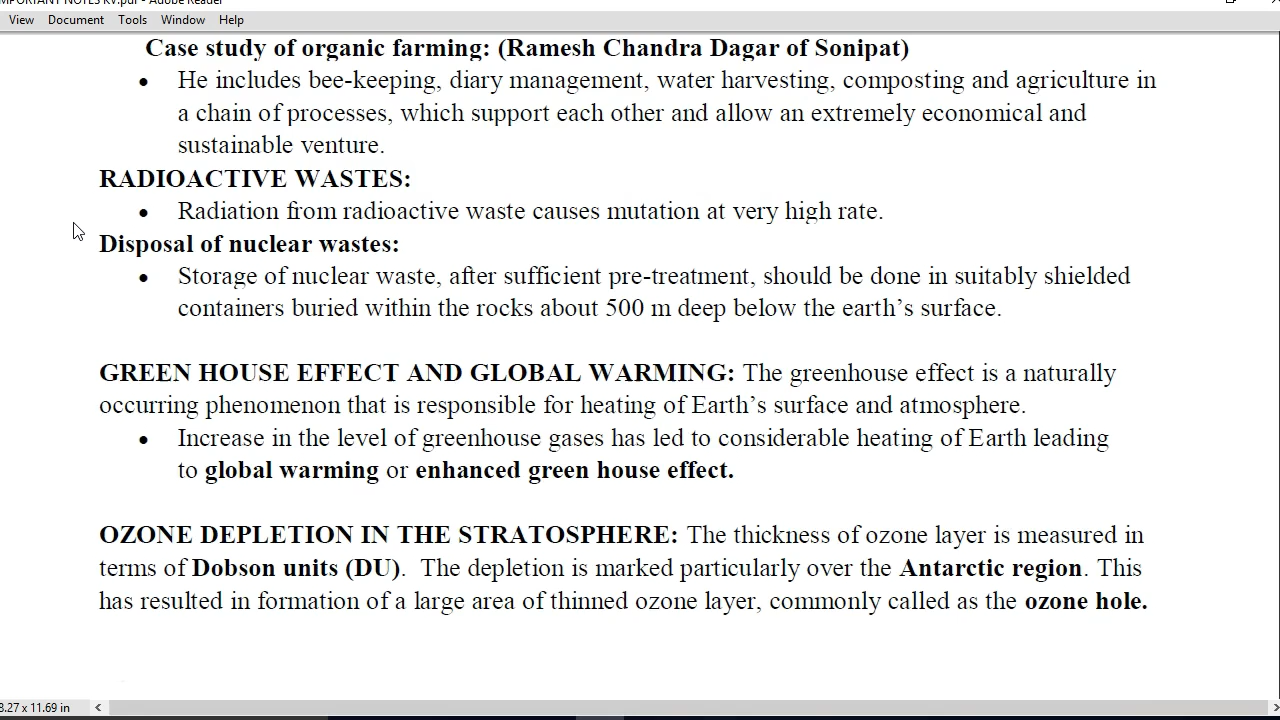 IMPORTANT NOTES KV.pdf - Adobe Reader
View Document Tools Window Help
Case study of organic farming: (Ramesh Chandra Dagar of Sonipat)
• He includes bee-keeping, diary management, water harvesting, composting and agriculture in
a chain of processes, which support each other and allow an extremely economical and
sustainable venture.
RADIOACTIVE WASTES:
• Radiation from radioactive waste causes mutation at very high rate.
Disposal of nuclear wastes:
• Storage of nuclear waste, after sufficient pre-treatment, should be done in suitably shielded
containers buried within the rocks about 500 m deep below the earth’s surface.
GREEN HOUSE EFFECT AND GLOBAL WARMING: The greenhouse effect is a naturally
occurring phenomenon that is responsible for heating of Earth’s surface and atmosphere.
• Increase in the level of greenhouse gases has led to considerable heating of Earth leading
to global warming or enhanced green house effect.
OZONE DEPLETION IN THE STRATOSPHERE: The thickness of ozone layer is measured in
terms of Dobson units (DU). The depletion is marked particularly over the Antarctic region. This
has resulted in formation of a large area of thinned ozone layer, commonly called as the ozone hole.
8.27 x 11.69 in